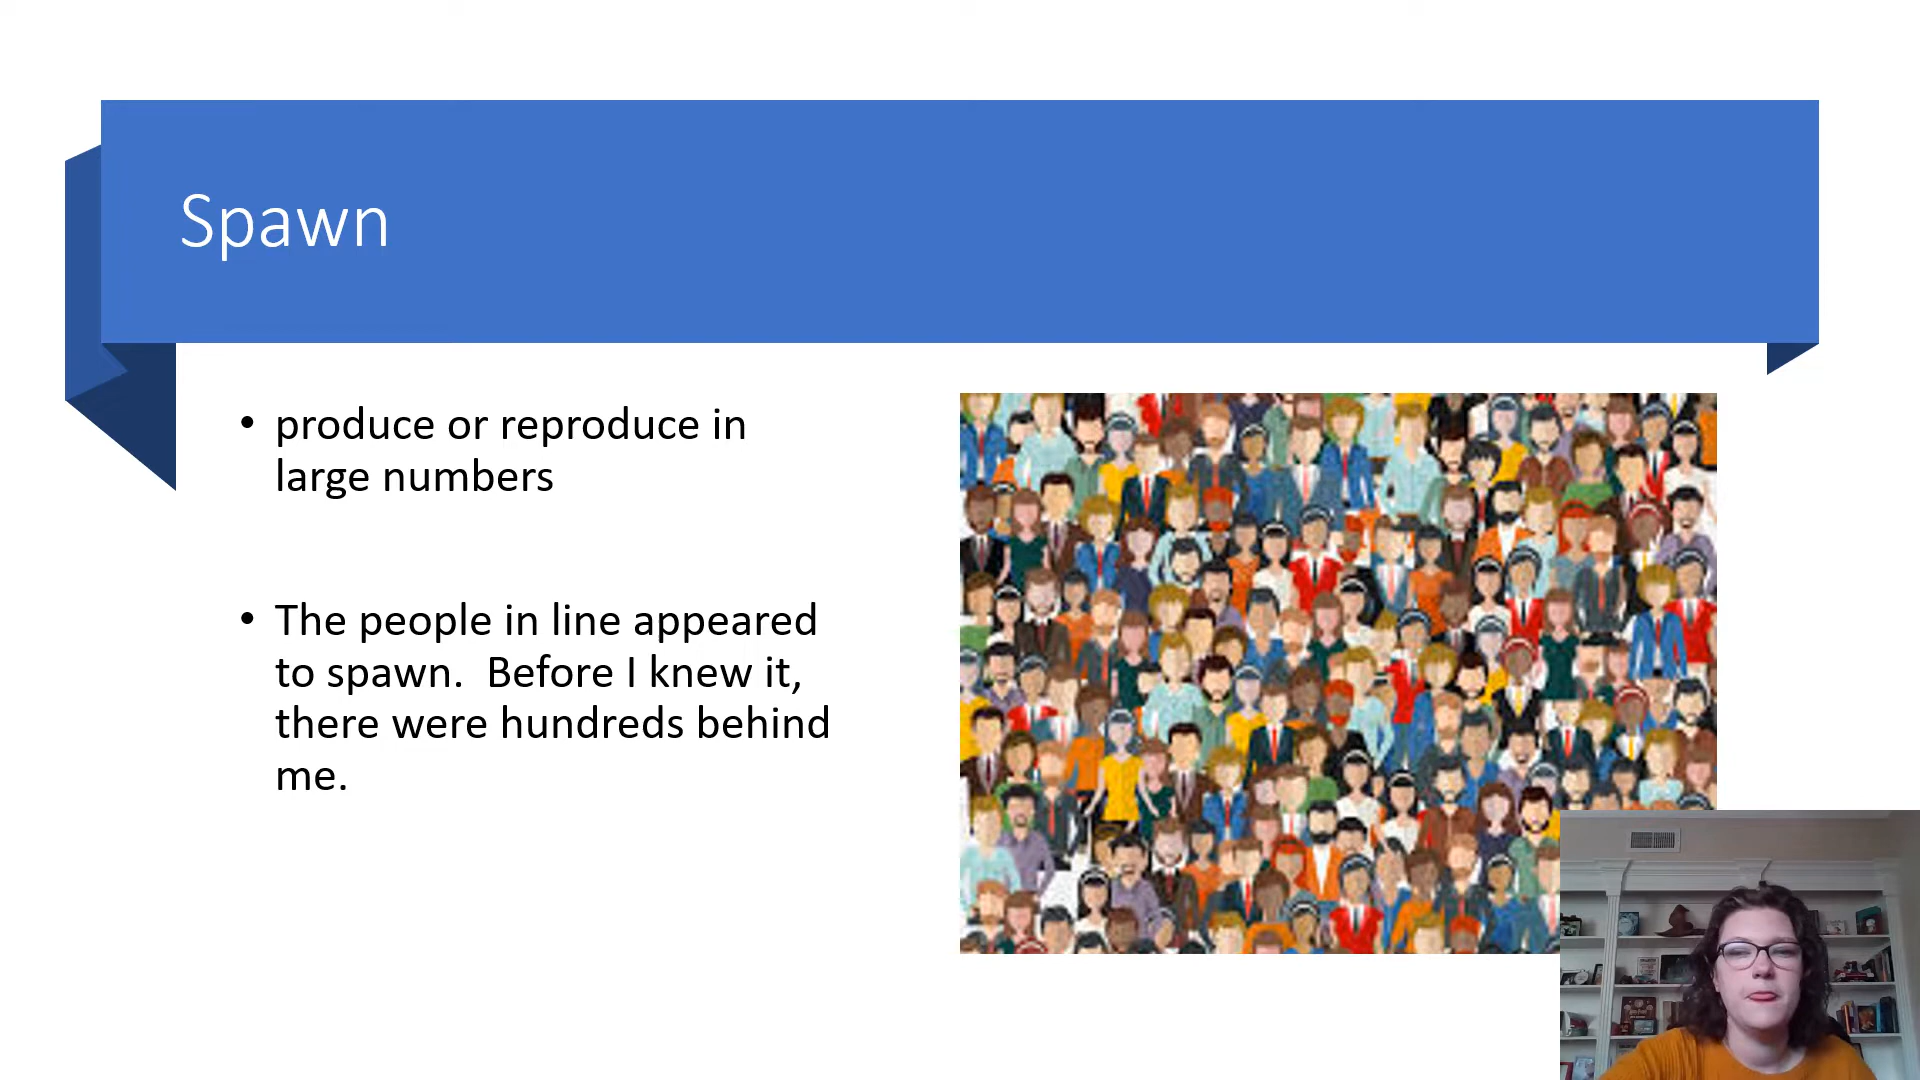 Spawn
• produce or reproduce in
large numbers
• The people in line appeared
to spawn.  Before I knew it,
there were hundreds behind
me.